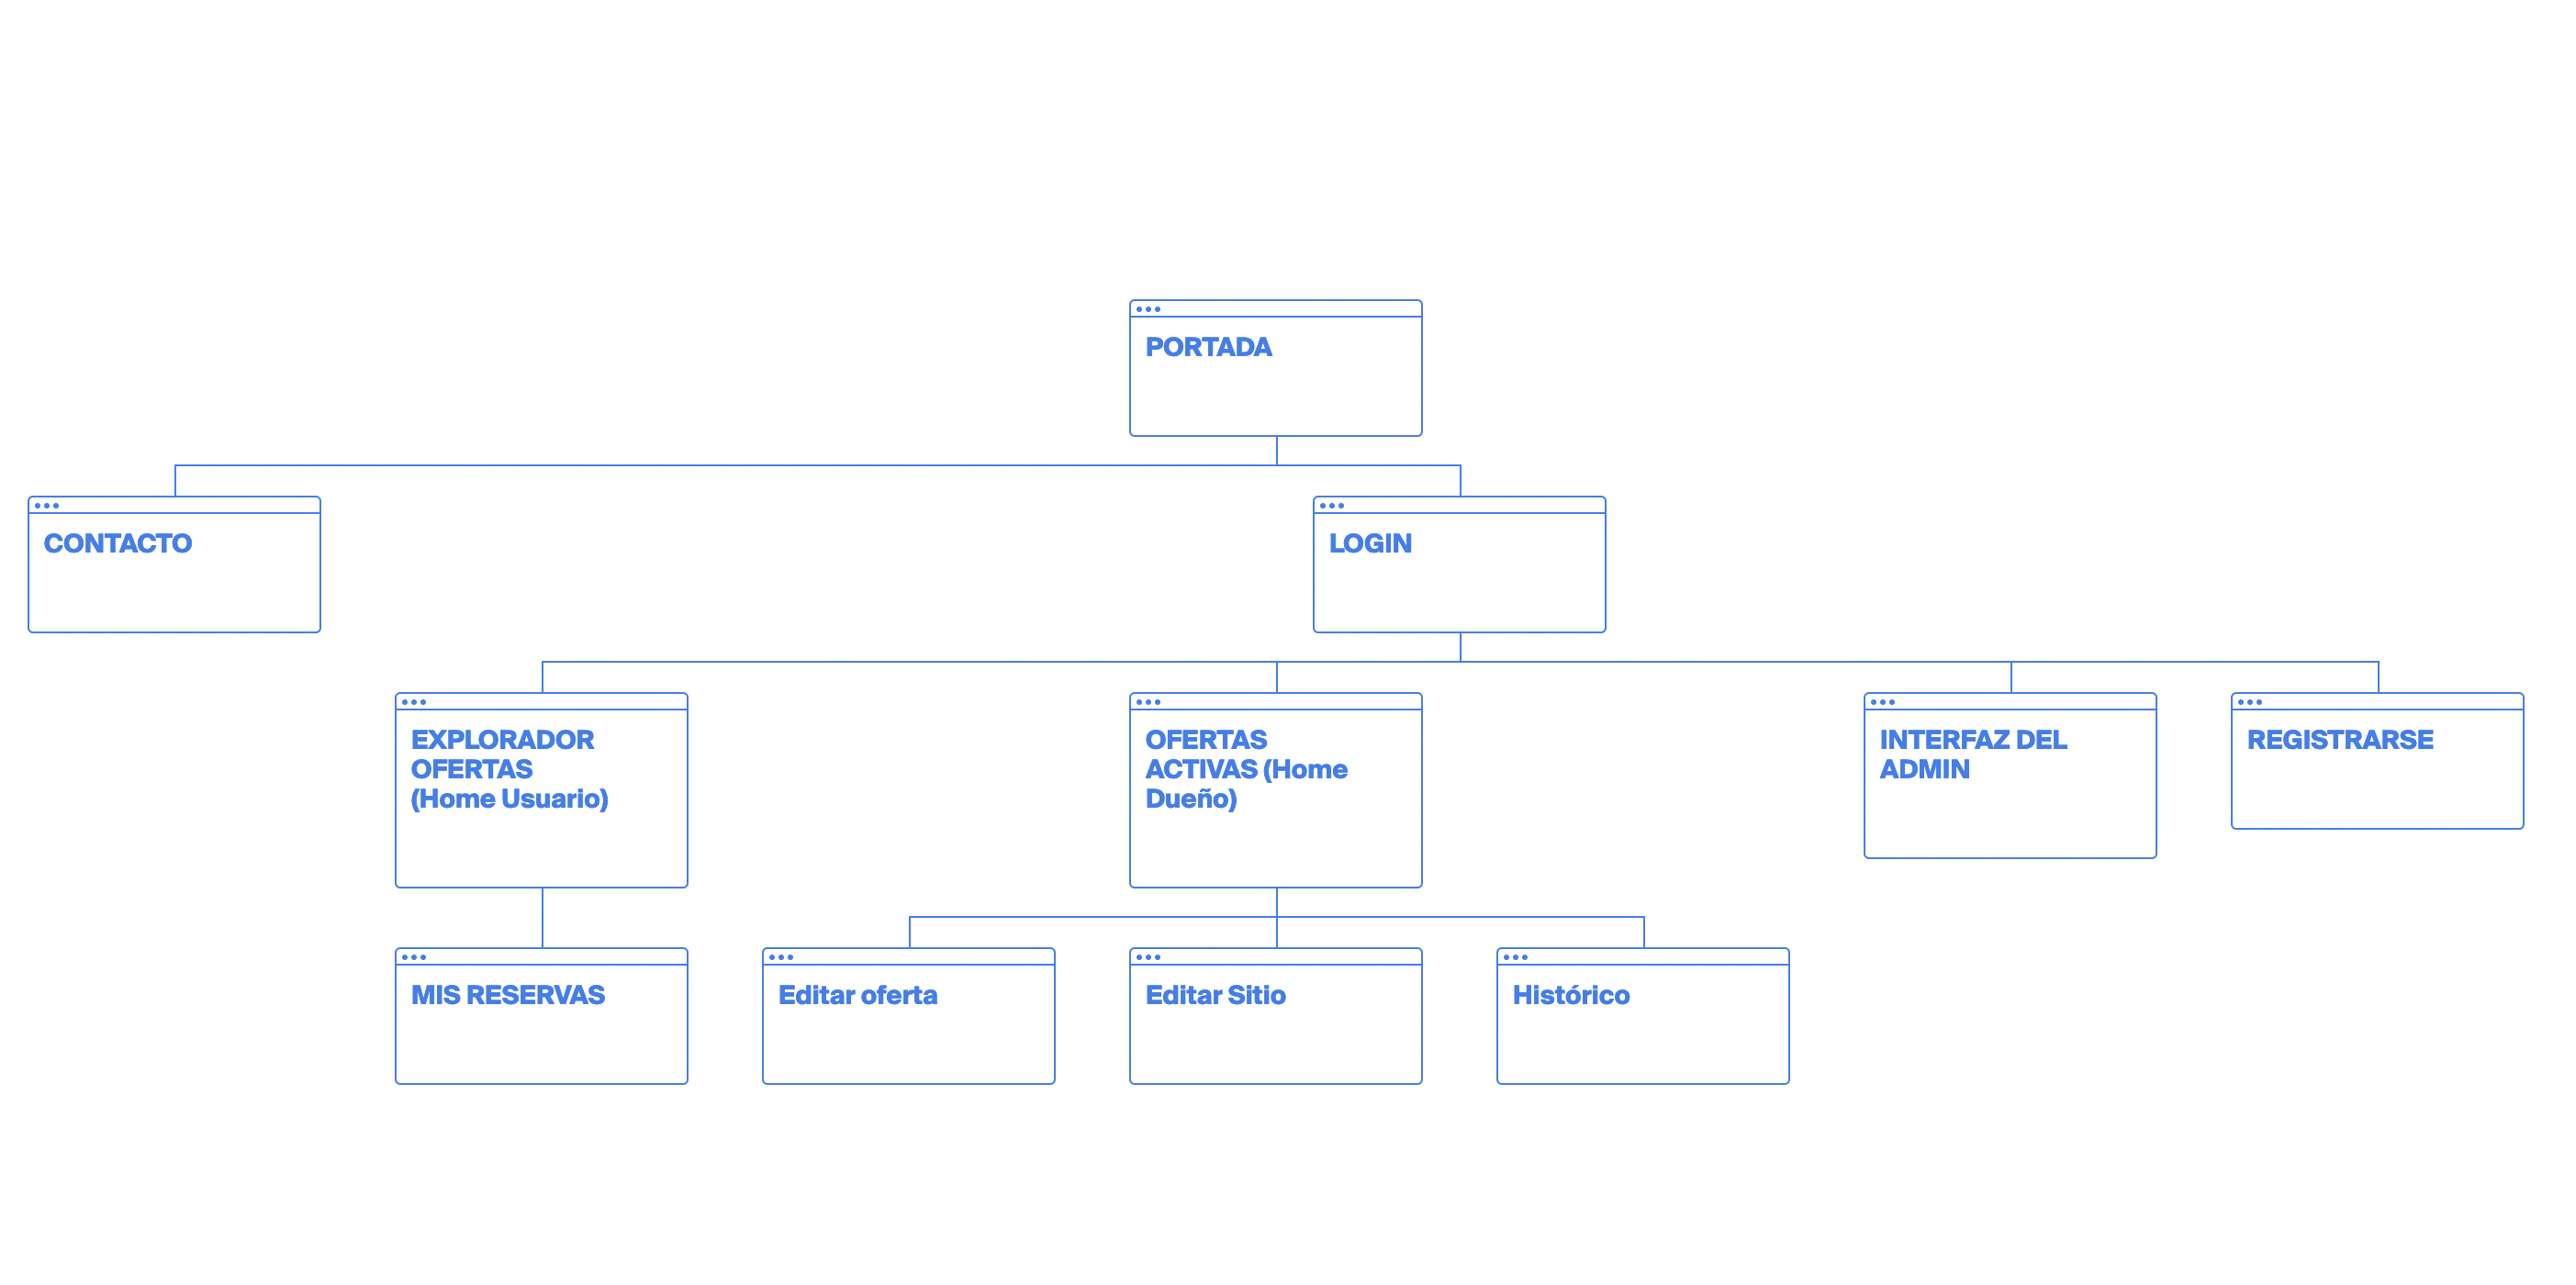 PORTADA
CONTACTO
LOGIN
EXPLORADOR
OFERTAS
(Home Usuario)
OFERTAS
ACTIVAS (Home
Dueño)
INTERFAZ DEL
ADMIN
REGISTRARSE
MIS RESERVAS
Editar oferta
Editar Sitio
Histórico